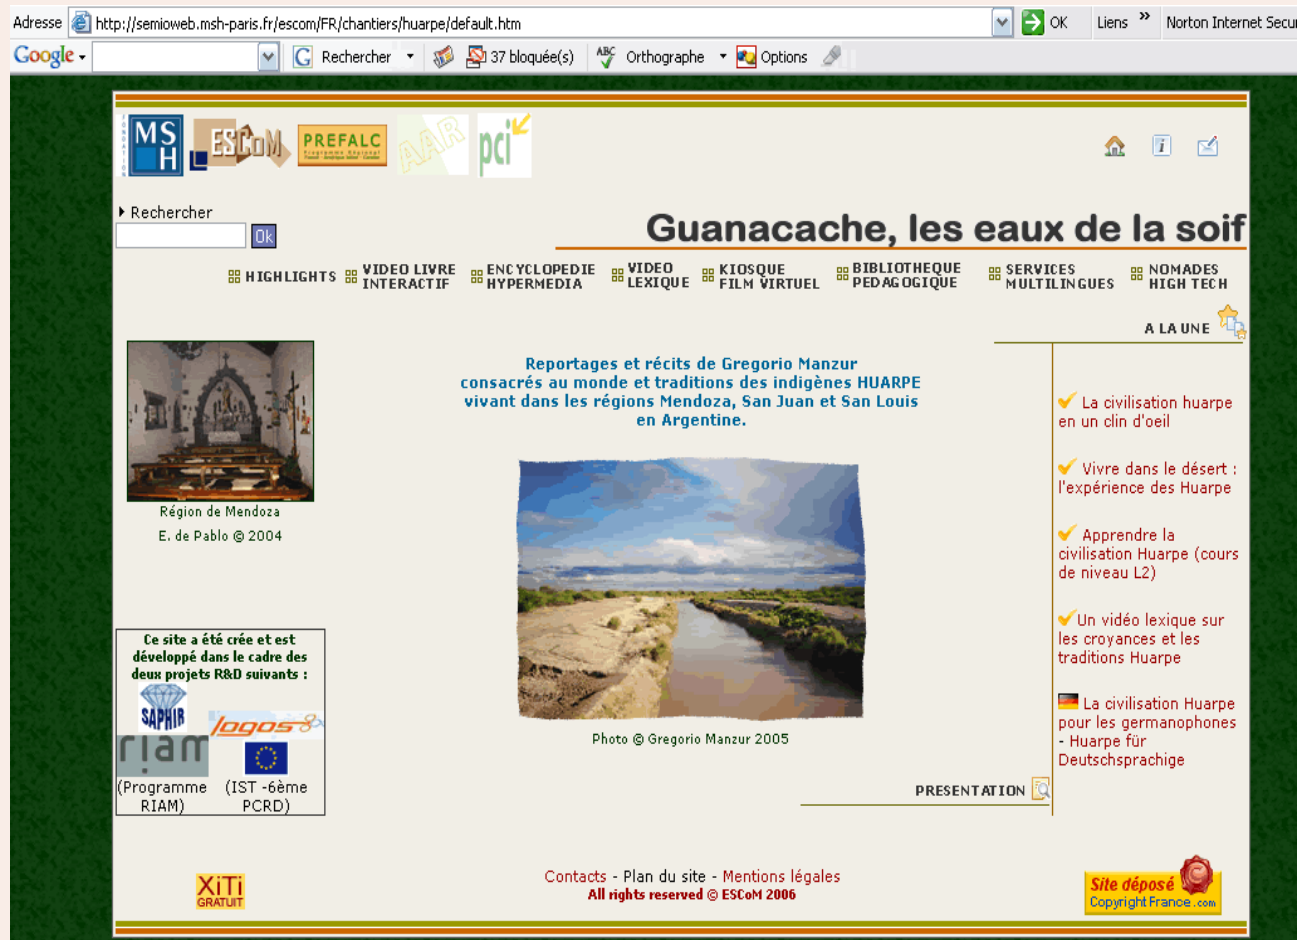 Adresse http://semioweb.msh-paris.fr/escom/FR/chantiers/huarpe/default.htm OK Liens » Norton Internet Secur
Google Rechercher 37 bloquée(s) ABC Orthographe Options
FONDATION MSH ESCoM PREFALC AAR pci
Rechercher
Ok
Guanacache, les eaux de la soif
HIGHLIGHTS
VIDEO LIVRE
INTERACTIF
ENCYCLOPEDIE
HYPERMEDIA
VIDEO
LEXIQUE
KIOSQUE
FILM VIRTUEL
BIBLIOTHEQUE
PEDAGOGIQUE
SERVICES
MULTILINGUES
NOMADES
HIGH TECH
A LA UNE
Région de Mendoza
E. de Pablo © 2004
Reportages et récits de Gregorio Manzur
consacrés au monde et traditions des indigènes HUARPE
vivant dans les régions Mendoza, San Juan et San Louis
en Argentine.
Photo © Gregorio Manzur 2005
La civilisation huarpe
en un clin d'oeil
Vivre dans le désert :
l'expérience des Huarpe
Apprendre la
civilisation Huarpe (cours
de niveau L2)
Un vidéo lexique sur
les croyances et les
traditions Huarpe
La civilisation Huarpe
pour les germanophones
- Huarpe für
Deutschsprachige
Ce site a été crée et est
développé dans le cadre des
deux projets R&D suivants :
SAPHIR logos
riam
(Programme
RIAM)
(IST -6ème
PCRD)
PRESENTATION
XiTi
GRATUIT
Contacts - Plan du site - Mentions légales
All rights reserved © ESCoM 2006
Site déposé
CopyrightFrance.com